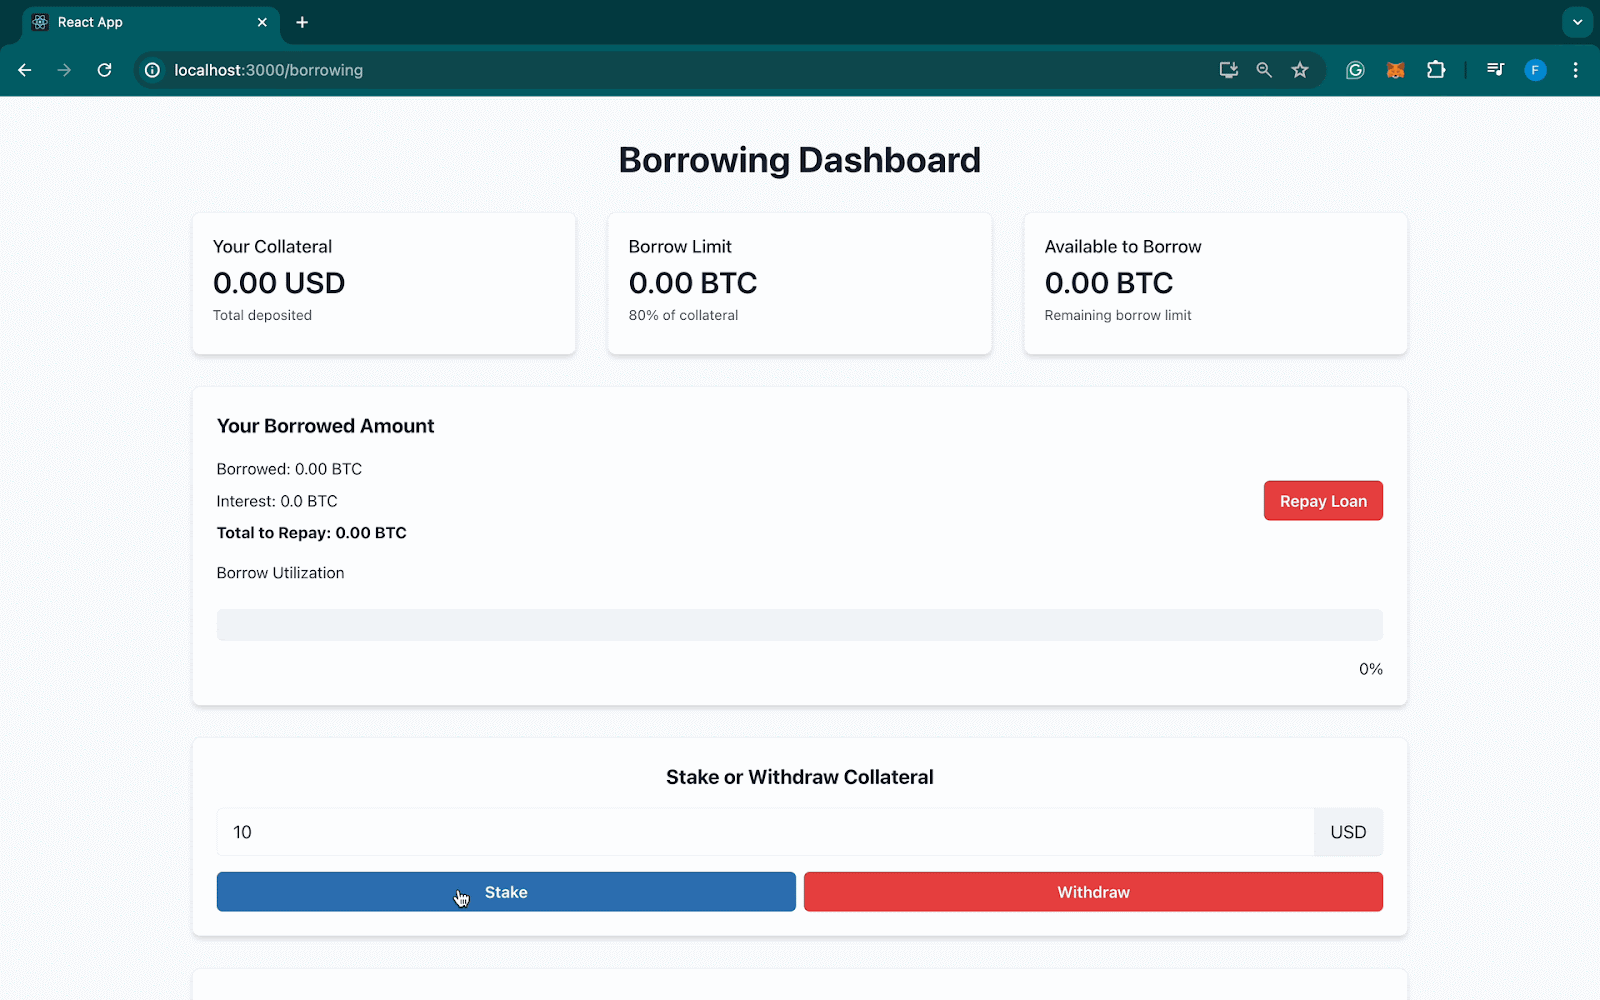 React App
localhost:3000/borrowing
F
Borrowing Dashboard
Your Collateral
0.00 USD
Total deposited
Borrow Limit
0.00 BTC
80% of collateral
Available to Borrow
0.00 BTC
Remaining borrow limit
Your Borrowed Amount
Borrowed: 0.00 BTC
Interest: 0.0 BTC
Total to Repay: 0.00 BTC
Repay Loan
Borrow Utilization
0%
Stake or Withdraw Collateral
10
USD
Stake
Withdraw